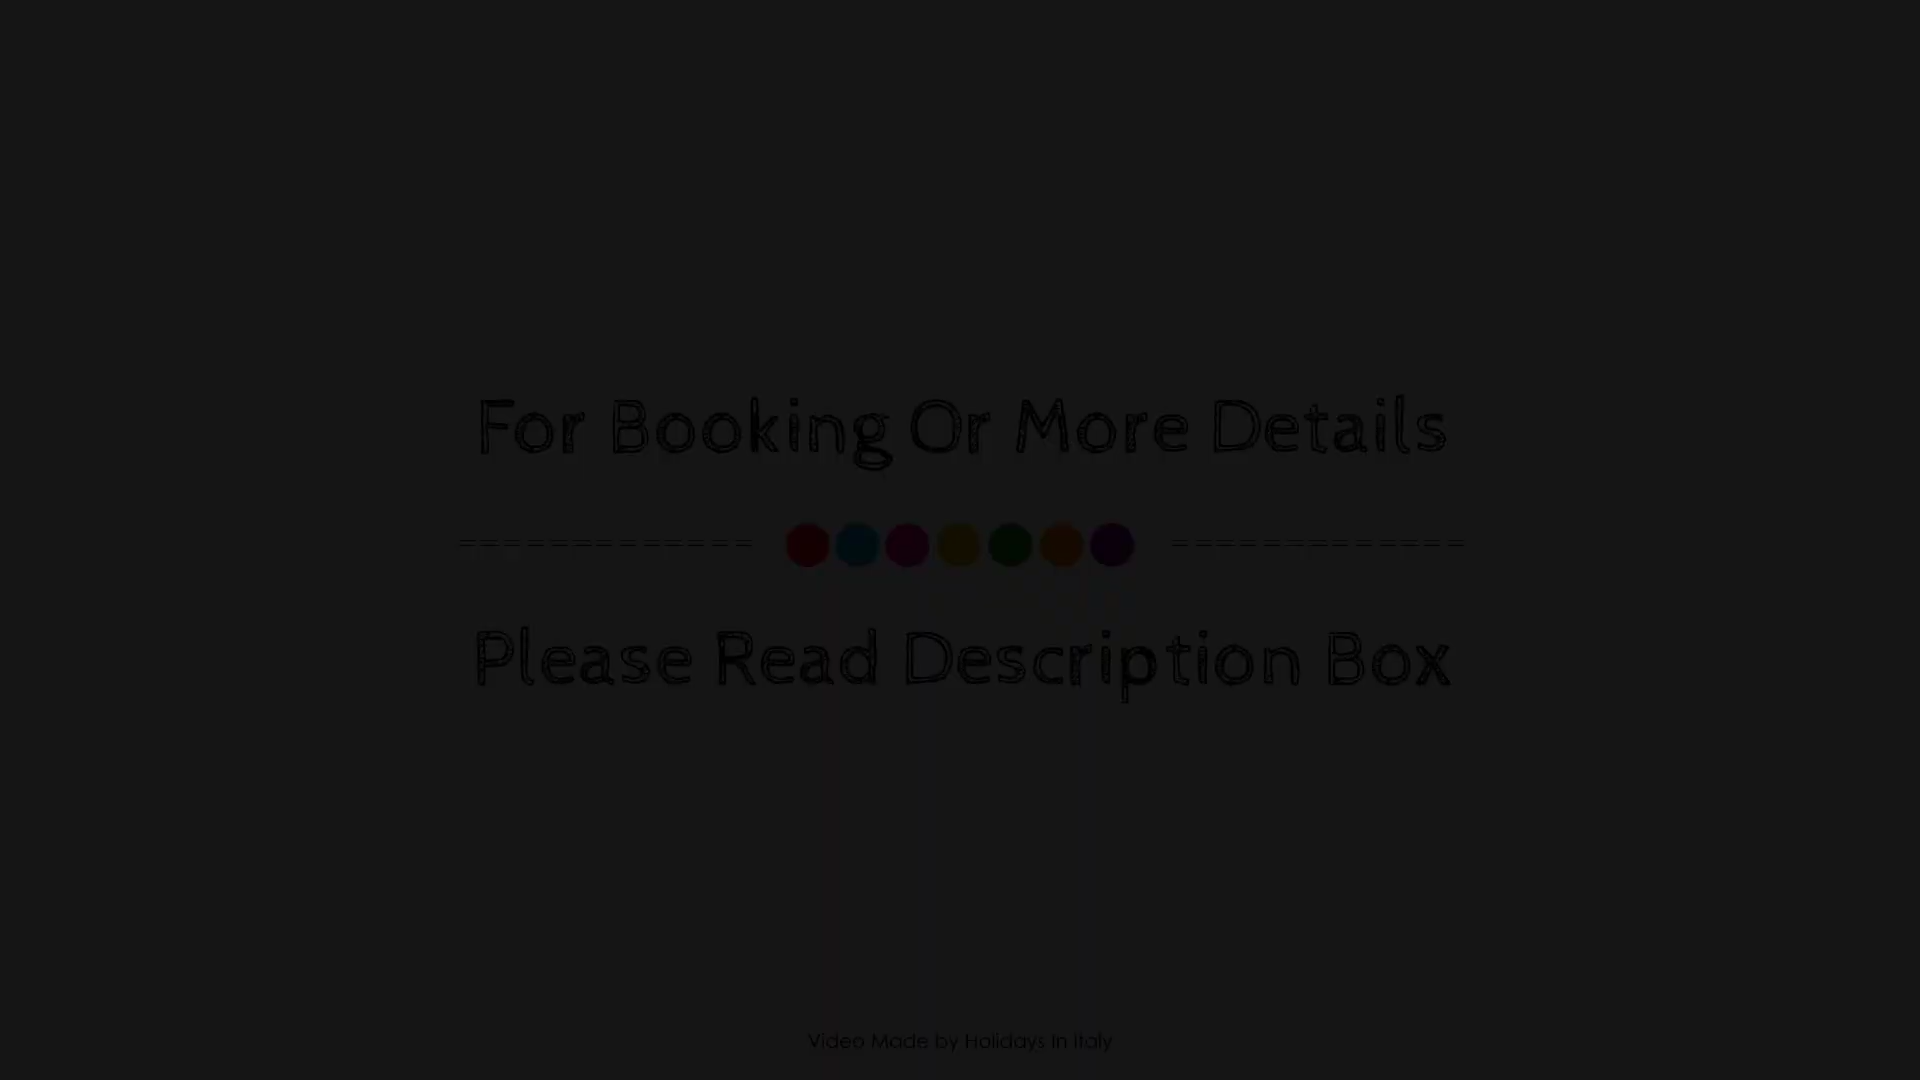 For Booking Or More Details
============= =============
Please Read Description Box
Video Made by Holidays In Italy